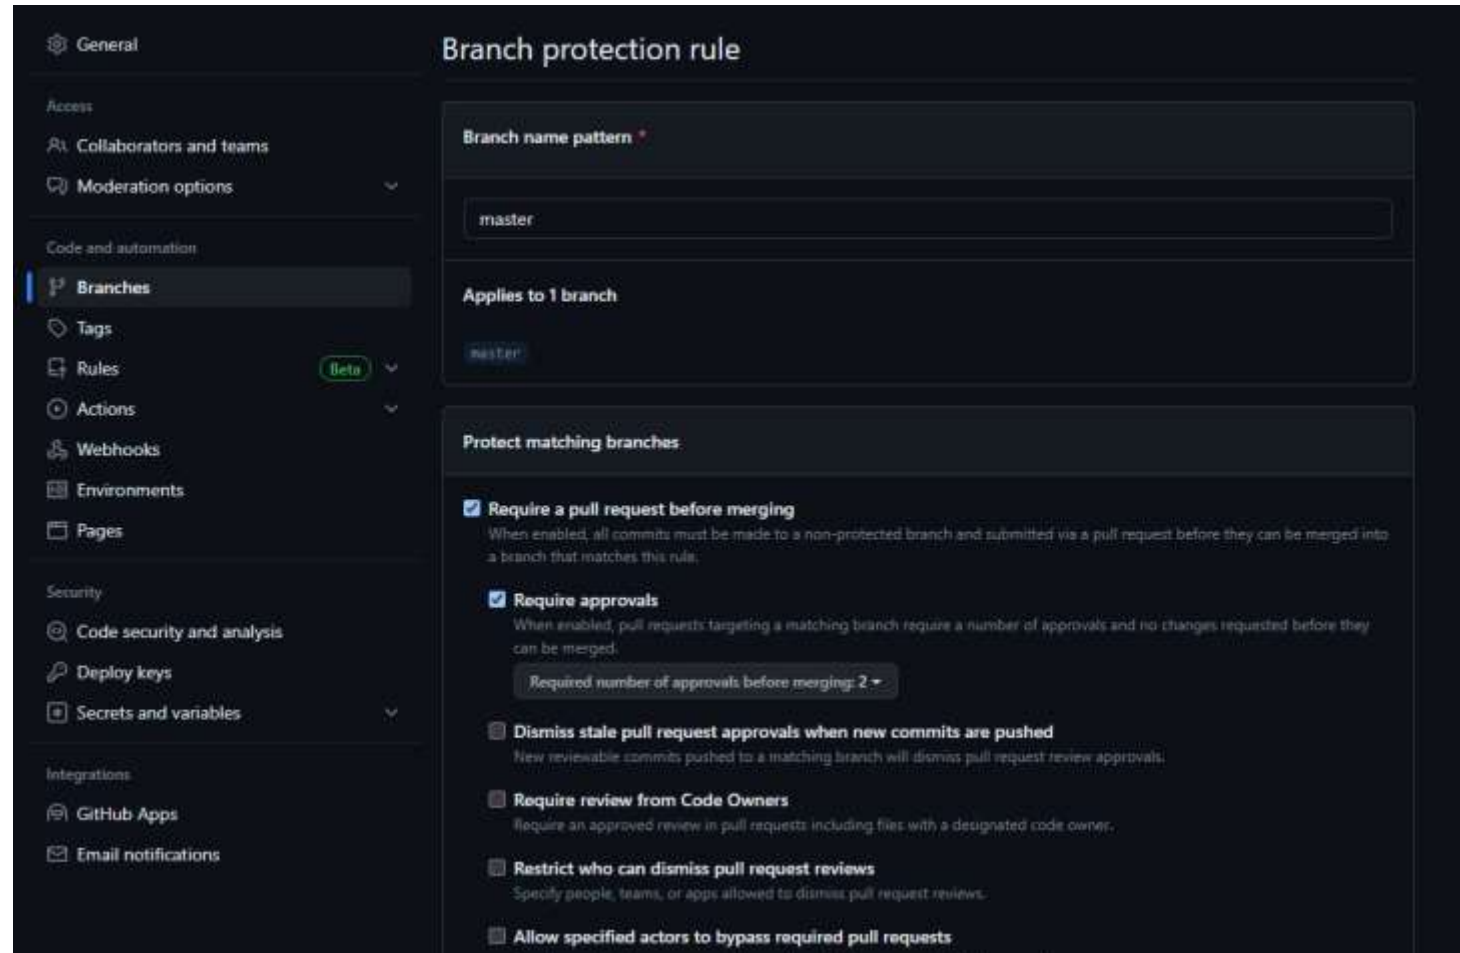 General
Access
Collaborators and teams
Moderation options
Code and automation
Branches
Tags
Rules Beta
Actions
Webhooks
Environments
Pages
Security
Code security and analysis
Deploy keys
Secrets and variables
Integrations
GitHub Apps
Email notifications
Branch protection rule
Branch name pattern *
master
Applies to 1 branch
master
Protect matching branches
Require a pull request before merging
When enabled, all commits must be made to a non-protected branch and submitted via a pull request before they can be merged into
a branch that matches this rule.
Require approvals
When enabled, pull requests targeting a matching branch require a number of approvals and no changes requested before they
can be merged.
Required number of approvals before merging: 2
Dismiss stale pull request approvals when new commits are pushed
New reviewable commits pushed to a matching branch will dismiss pull request review approvals.
Require review from Code Owners
Require an approved review in pull requests including files with a designated code owner.
Restrict who can dismiss pull request reviews
Specify people, teams, or apps allowed to dismiss pull request reviews.
Allow specified actors to bypass required pull requests